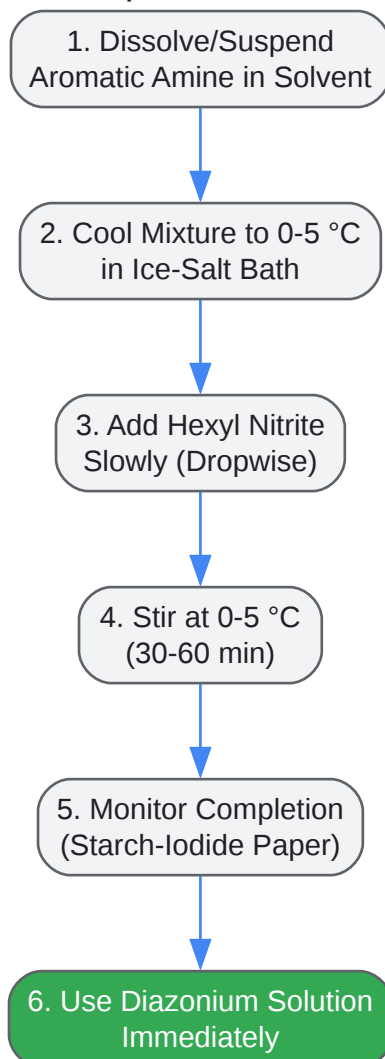 1. Dissolve/Suspend
Aromatic Amine in Solvent
2. Cool Mixture to 0-5 °C
in Ice-Salt Bath
3. Add Hexyl Nitrite
Slowly (Dropwise)
4. Stir at 0-5 °C
(30-60 min)
5. Monitor Completion
(Starch-Iodide Paper)
6. Use Diazonium Solution
Immediately